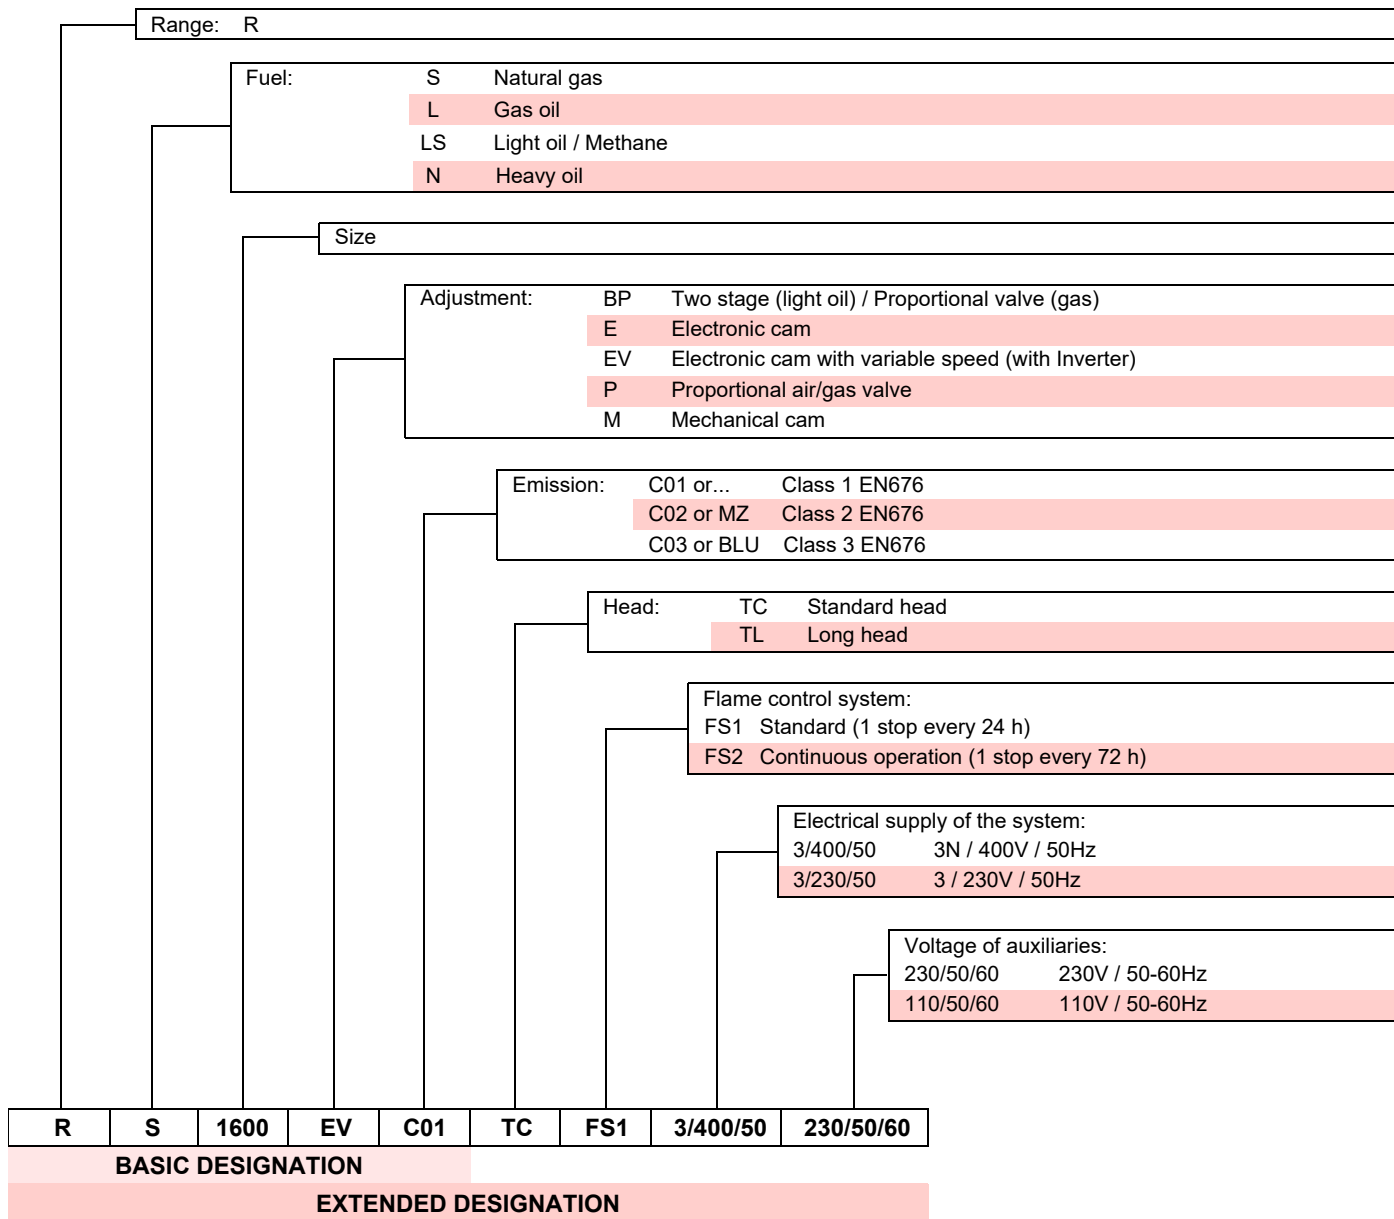 Range: R
Fuel: S Natural gas
L Gas oil
LS Light oil / Methane
N Heavy oil
Size
Adjustment: BP Two stage (light oil) / Proportional valve (gas)
E Electronic cam
EV Electronic cam with variable speed (with Inverter)
P Proportional air/gas valve
M Mechanical cam
Emission: C01 or... Class 1 EN676
C02 or MZ Class 2 EN676
C03 or BLU Class 3 EN676
Head: TC Standard head
TL Long head
Flame control system:
FS1 Standard (1 stop every 24 h)
FS2 Continuous operation (1 stop every 72 h)
Electrical supply of the system:
3/400/50 3N / 400V / 50Hz
3/230/50 3 / 230V / 50Hz
Voltage of auxiliaries:
230/50/60 230V / 50-60Hz
110/50/60 110V / 50-60Hz
R S 1600 EV C01 TC FS1 3/400/50 230/50/60
BASIC DESIGNATION
EXTENDED DESIGNATION